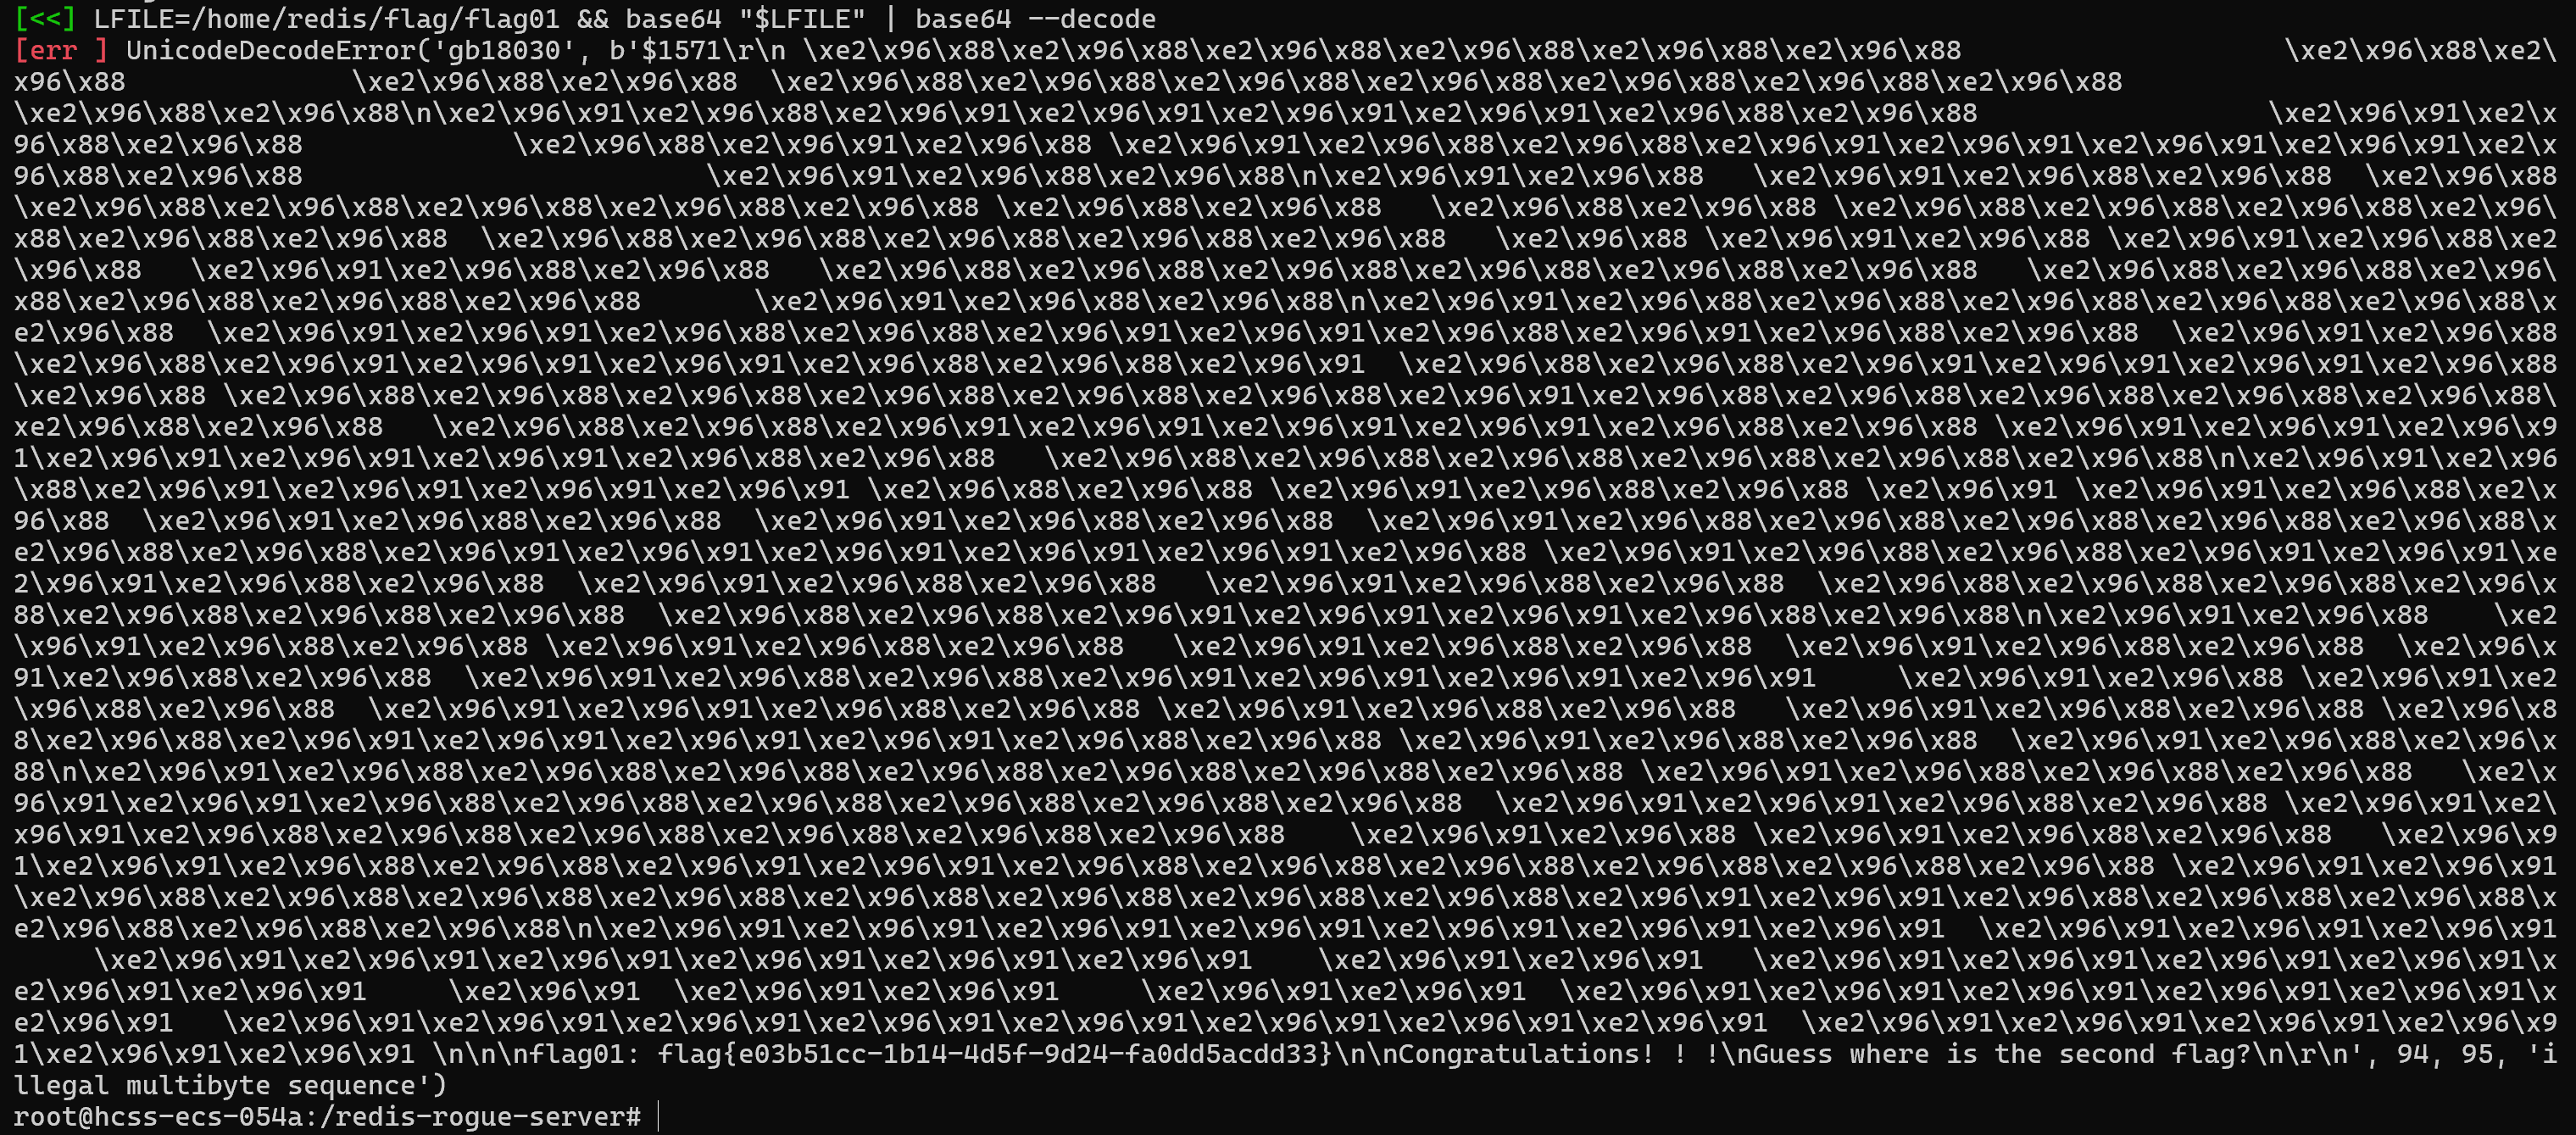 [<<] LFILE=/home/redis/flag/flag01 && base64 "$LFILE" | base64 --decode
[err ] UnicodeDecodeError('gb18030', b'$1571\r\n \xe2\x96\x88\xe2\x96\x88\xe2\x96\x88\xe2\x96\x88\xe2\x96\x88\xe2\x96\x88                    \xe2\x96\x88\xe2\
x96\x88              \xe2\x96\x88\xe2\x96\x88  \xe2\x96\x88\xe2\x96\x88\xe2\x96\x88\xe2\x96\x88\xe2\x96\x88\xe2\x96\x88\xe2\x96\x88
\xe2\x96\x88\xe2\x96\x88\n\xe2\x96\x91\xe2\x96\x88\xe2\x96\x91\xe2\x96\x91\xe2\x96\x91\xe2\x96\x91\xe2\x96\x88\xe2\x96\x88                  \xe2\x96\x91\xe2\x
96\x88\xe2\x96\x88             \xe2\x96\x88\xe2\x96\x91\xe2\x96\x88 \xe2\x96\x91\xe2\x96\x88\xe2\x96\x88\xe2\x96\x91\xe2\x96\x91\xe2\x96\x91\xe2\x96\x91\xe2\x
96\x88\xe2\x96\x88                         \xe2\x96\x91\xe2\x96\x88\xe2\x96\x88\n\xe2\x96\x91\xe2\x96\x88   \xe2\x96\x91\xe2\x96\x88\xe2\x96\x88  \xe2\x96\x88
\xe2\x96\x88\xe2\x96\x88\xe2\x96\x88\xe2\x96\x88\xe2\x96\x88 \xe2\x96\x88\xe2\x96\x88   \xe2\x96\x88\xe2\x96\x88 \xe2\x96\x88\xe2\x96\x88\xe2\x96\x88\xe2\x96\
x88\xe2\x96\x88\xe2\x96\x88  \xe2\x96\x88\xe2\x96\x88\xe2\x96\x88\xe2\x96\x88\xe2\x96\x88   \xe2\x96\x88 \xe2\x96\x91\xe2\x96\x88 \xe2\x96\x91\xe2\x96\x88\xe2
\x96\x88   \xe2\x96\x91\xe2\x96\x88\xe2\x96\x88   \xe2\x96\x88\xe2\x96\x88\xe2\x96\x88\xe2\x96\x88\xe2\x96\x88\xe2\x96\x88   \xe2\x96\x88\xe2\x96\x88\xe2\x96\
x88\xe2\x96\x88\xe2\x96\x88\xe2\x96\x88       \xe2\x96\x91\xe2\x96\x88\xe2\x96\x88\n\xe2\x96\x91\xe2\x96\x88\xe2\x96\x88\xe2\x96\x88\xe2\x96\x88\xe2\x96\x88\x
e2\x96\x88  \xe2\x96\x91\xe2\x96\x91\xe2\x96\x88\xe2\x96\x88\xe2\x96\x91\xe2\x96\x91\xe2\x96\x88\xe2\x96\x91\xe2\x96\x88\xe2\x96\x88  \xe2\x96\x91\xe2\x96\x88
\xe2\x96\x88\xe2\x96\x91\xe2\x96\x91\xe2\x96\x91\xe2\x96\x88\xe2\x96\x88\xe2\x96\x91  \xe2\x96\x88\xe2\x96\x88\xe2\x96\x91\xe2\x96\x91\xe2\x96\x91\xe2\x96\x88
\xe2\x96\x88 \xe2\x96\x88\xe2\x96\x88\xe2\x96\x88\xe2\x96\x88\xe2\x96\x88\xe2\x96\x88\xe2\x96\x91\xe2\x96\x88\xe2\x96\x88\xe2\x96\x88\xe2\x96\x88\xe2\x96\x88\
xe2\x96\x88\xe2\x96\x88   \xe2\x96\x88\xe2\x96\x88\xe2\x96\x91\xe2\x96\x91\xe2\x96\x91\xe2\x96\x91\xe2\x96\x88\xe2\x96\x88 \xe2\x96\x91\xe2\x96\x91\xe2\x96\x9
1\xe2\x96\x91\xe2\x96\x91\xe2\x96\x91\xe2\x96\x88\xe2\x96\x88   \xe2\x96\x88\xe2\x96\x88\xe2\x96\x88\xe2\x96\x88\xe2\x96\x88\xe2\x96\x88\n\xe2\x96\x91\xe2\x96
\x88\xe2\x96\x91\xe2\x96\x91\xe2\x96\x91\xe2\x96\x91 \xe2\x96\x88\xe2\x96\x88 \xe2\x96\x91\xe2\x96\x88\xe2\x96\x88 \xe2\x96\x91 \xe2\x96\x91\xe2\x96\x88\xe2\x
96\x88  \xe2\x96\x91\xe2\x96\x88\xe2\x96\x88  \xe2\x96\x91\xe2\x96\x88\xe2\x96\x88  \xe2\x96\x91\xe2\x96\x88\xe2\x96\x88\xe2\x96\x88\xe2\x96\x88\xe2\x96\x88\x
e2\x96\x88\xe2\x96\x88\xe2\x96\x91\xe2\x96\x91\xe2\x96\x91\xe2\x96\x91\xe2\x96\x91\xe2\x96\x88 \xe2\x96\x91\xe2\x96\x88\xe2\x96\x88\xe2\x96\x91\xe2\x96\x91\xe
2\x96\x91\xe2\x96\x88\xe2\x96\x88  \xe2\x96\x91\xe2\x96\x88\xe2\x96\x88   \xe2\x96\x91\xe2\x96\x88\xe2\x96\x88  \xe2\x96\x88\xe2\x96\x88\xe2\x96\x88\xe2\x96\x
88\xe2\x96\x88\xe2\x96\x88\xe2\x96\x88  \xe2\x96\x88\xe2\x96\x88\xe2\x96\x91\xe2\x96\x91\xe2\x96\x91\xe2\x96\x88\xe2\x96\x88\n\xe2\x96\x91\xe2\x96\x88    \xe2
\x96\x91\xe2\x96\x88\xe2\x96\x88 \xe2\x96\x91\xe2\x96\x88\xe2\x96\x88   \xe2\x96\x91\xe2\x96\x88\xe2\x96\x88  \xe2\x96\x91\xe2\x96\x88\xe2\x96\x88  \xe2\x96\x
91\xe2\x96\x88\xe2\x96\x88  \xe2\x96\x91\xe2\x96\x88\xe2\x96\x88\xe2\x96\x91\xe2\x96\x91\xe2\x96\x91\xe2\x96\x91     \xe2\x96\x91\xe2\x96\x88 \xe2\x96\x91\xe2
\x96\x88\xe2\x96\x88  \xe2\x96\x91\xe2\x96\x91\xe2\x96\x88\xe2\x96\x88 \xe2\x96\x91\xe2\x96\x88\xe2\x96\x88   \xe2\x96\x91\xe2\x96\x88\xe2\x96\x88 \xe2\x96\x8
8\xe2\x96\x88\xe2\x96\x91\xe2\x96\x91\xe2\x96\x91\xe2\x96\x91\xe2\x96\x88\xe2\x96\x88 \xe2\x96\x91\xe2\x96\x88\xe2\x96\x88  \xe2\x96\x91\xe2\x96\x88\xe2\x96\x
88\n\xe2\x96\x91\xe2\x96\x88\xe2\x96\x88\xe2\x96\x88\xe2\x96\x88\xe2\x96\x88\xe2\x96\x88\xe2\x96\x88 \xe2\x96\x91\xe2\x96\x88\xe2\x96\x88\xe2\x96\x88   \xe2\x
96\x91\xe2\x96\x91\xe2\x96\x88\xe2\x96\x88\xe2\x96\x88\xe2\x96\x88\xe2\x96\x88\xe2\x96\x88  \xe2\x96\x91\xe2\x96\x91\xe2\x96\x88\xe2\x96\x88 \xe2\x96\x91\xe2\
x96\x91\xe2\x96\x88\xe2\x96\x88\xe2\x96\x88\xe2\x96\x88\xe2\x96\x88\xe2\x96\x88    \xe2\x96\x91\xe2\x96\x88 \xe2\x96\x91\xe2\x96\x88\xe2\x96\x88   \xe2\x96\x9
1\xe2\x96\x91\xe2\x96\x88\xe2\x96\x88\xe2\x96\x91\xe2\x96\x91\xe2\x96\x88\xe2\x96\x88\xe2\x96\x88\xe2\x96\x88\xe2\x96\x88\xe2\x96\x88 \xe2\x96\x91\xe2\x96\x91
\xe2\x96\x88\xe2\x96\x88\xe2\x96\x88\xe2\x96\x88\xe2\x96\x88\xe2\x96\x88\xe2\x96\x88\xe2\x96\x88\xe2\x96\x91\xe2\x96\x91\xe2\x96\x88\xe2\x96\x88\xe2\x96\x88\x
e2\x96\x88\xe2\x96\x88\xe2\x96\x88\n\xe2\x96\x91\xe2\x96\x91\xe2\x96\x91\xe2\x96\x91\xe2\x96\x91\xe2\x96\x91\xe2\x96\x91  \xe2\x96\x91\xe2\x96\x91\xe2\x96\x91
     \xe2\x96\x91\xe2\x96\x91\xe2\x96\x91\xe2\x96\x91\xe2\x96\x91\xe2\x96\x91    \xe2\x96\x91\xe2\x96\x91   \xe2\x96\x91\xe2\x96\x91\xe2\x96\x91\xe2\x96\x91\x
e2\x96\x91\xe2\x96\x91     \xe2\x96\x91  \xe2\x96\x91\xe2\x96\x91     \xe2\x96\x91\xe2\x96\x91  \xe2\x96\x91\xe2\x96\x91\xe2\x96\x91\xe2\x96\x91\xe2\x96\x91\x
e2\x96\x91   \xe2\x96\x91\xe2\x96\x91\xe2\x96\x91\xe2\x96\x91\xe2\x96\x91\xe2\x96\x91\xe2\x96\x91\xe2\x96\x91  \xe2\x96\x91\xe2\x96\x91\xe2\x96\x91\xe2\x96\x9
1\xe2\x96\x91\xe2\x96\x91 \n\n\nflag01: flag{e03b51cc-1b14-4d5f-9d24-fa0dd5acdd33}\n\nCongratulations! ! !\nGuess where is the second flag?\n\r\n', 94, 95, 'i
llegal multibyte sequence')
root@hcss-ecs-054a:/redis-rogue-server#